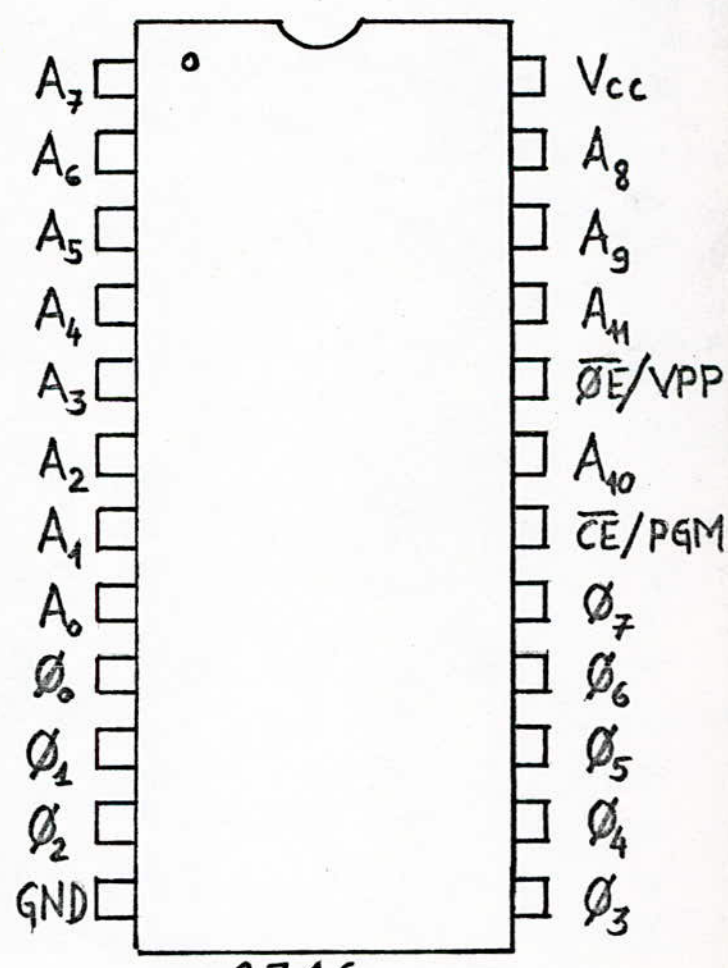 A7 Vcc
A6 A8
A5 A9
A4 A11
A3 ØE/VPP
A2 A10
A1 CE/PGM
A0 Ø7
Ø0 Ø6
Ø1 Ø5
Ø2 Ø4
GND Ø3